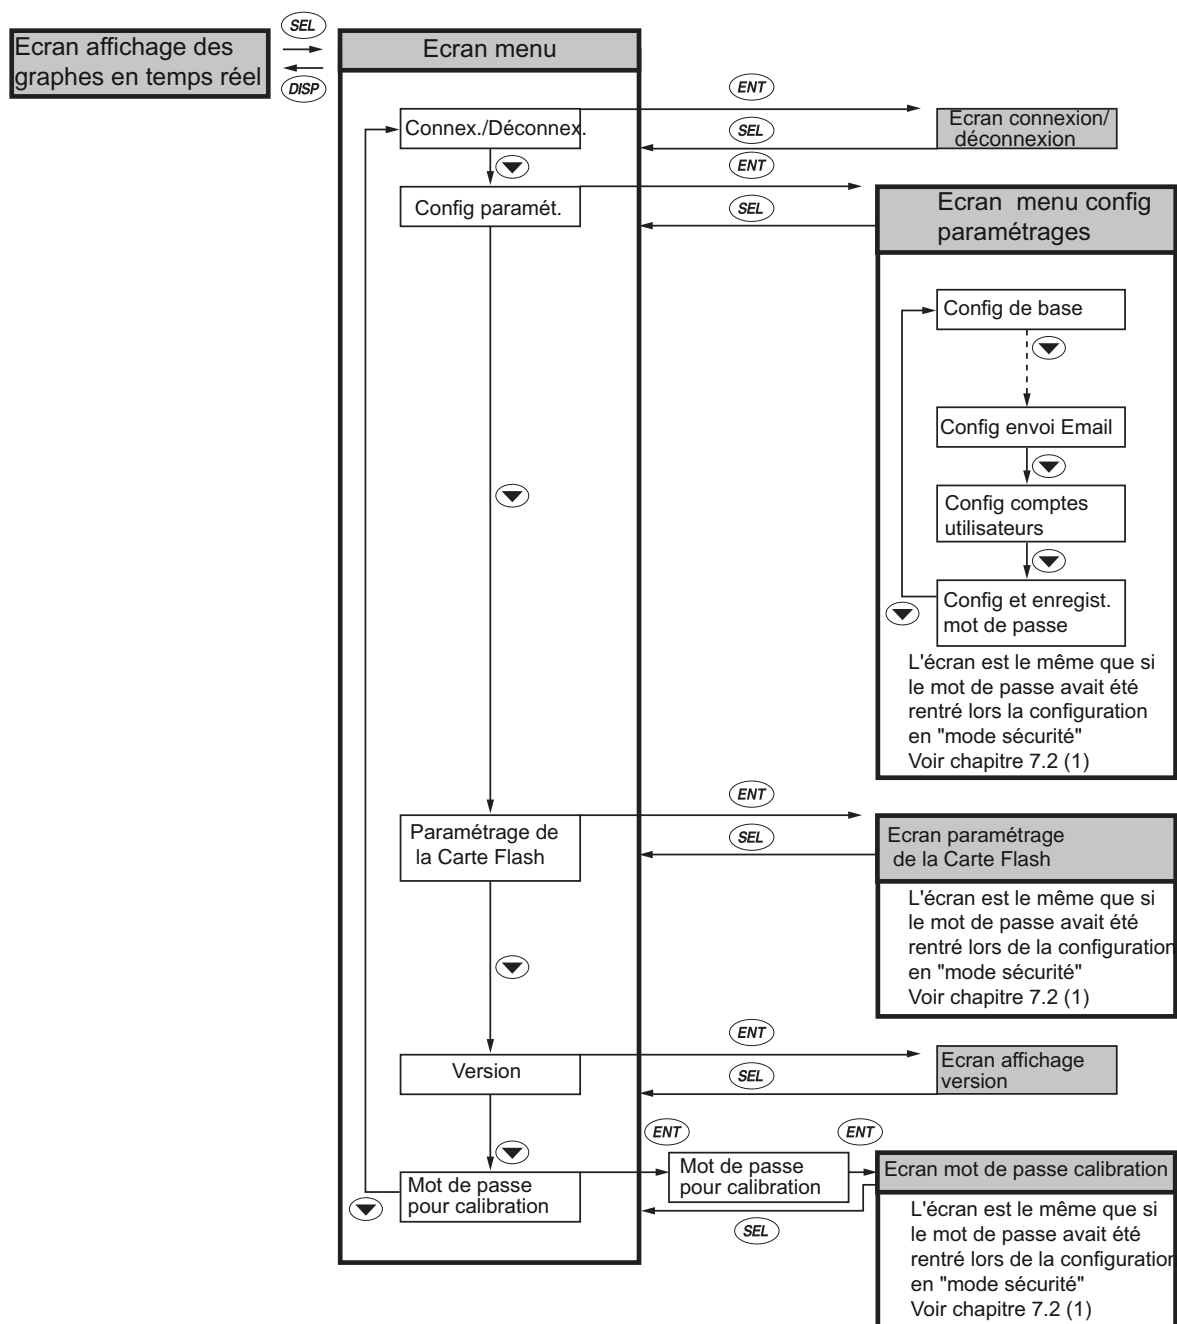 SEL
Ecran affichage des
graphes en temps réel
DISP
Ecran menu
Connex./Déconnex.
ENT
SEL
Ecran connexion/
déconnexion
Config paramét.
ENT
SEL
Ecran menu config
paramétrages
Config de base
Config envoi Email
Config comptes
utilisateurs
Config et enregist.
mot de passe
L'écran est le même que si
le mot de passe avait été
rentré lors la configuration
en "mode sécurité"
Voir chapitre 7.2 (1)
Paramétrage de
la Carte Flash
ENT
SEL
Ecran paramétrage
de la Carte Flash
L'écran est le même que si
le mot de passe avait été
rentré lors de la configuration
en "mode sécurité"
Voir chapitre 7.2 (1)
Version
ENT
SEL
Ecran affichage
version
Mot de passe
pour calibration
ENT
Mot de passe
pour calibration
ENT
SEL
Ecran mot de passe calibration
L'écran est le même que si
le mot de passe avait été
rentré lors de la configuration
en "mode sécurité"
Voir chapitre 7.2 (1)